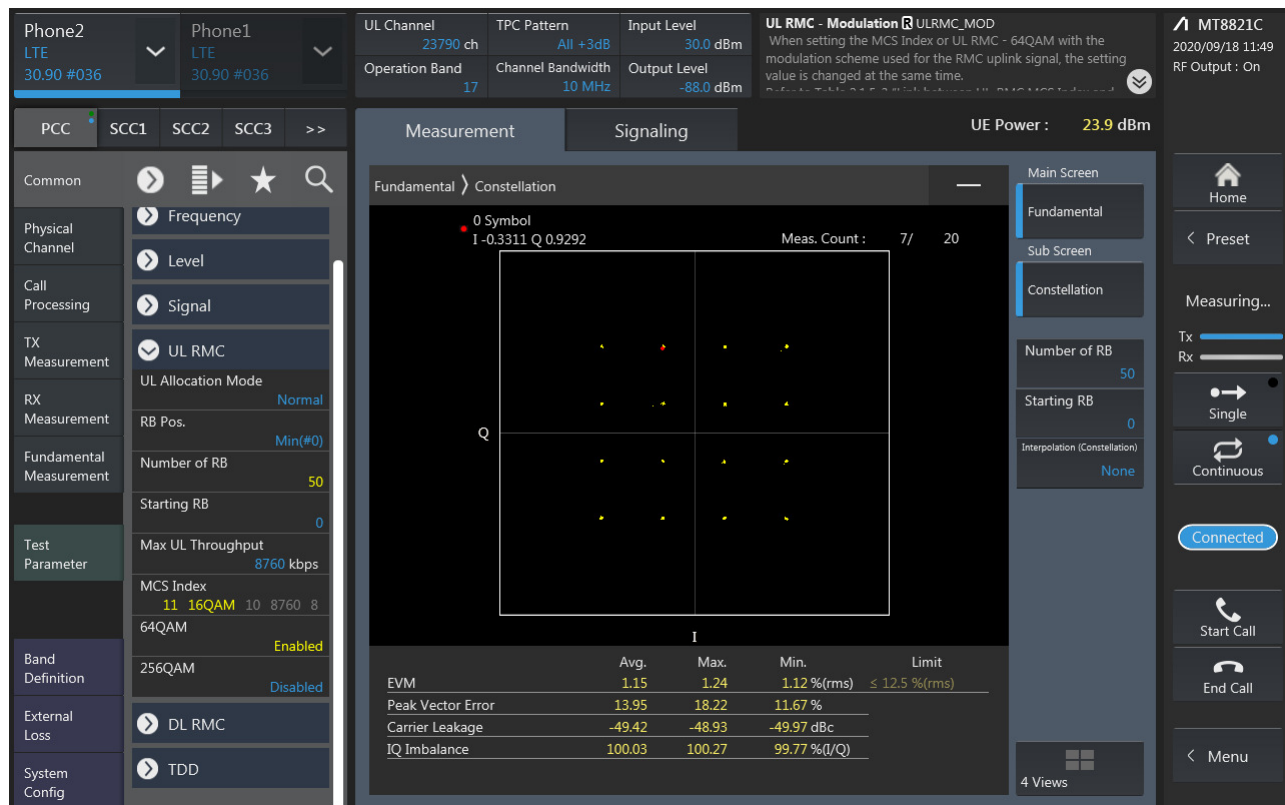 Phone2
LTE
30.90 #036
Phone1
LTE
30.90 #036
UL Channel
23790 ch
TPC Pattern
All +3dB
Input Level
30.0 dBm
Operation Band
17
Channel Bandwidth
10 MHz
Output Level
-88.0 dBm
UL RMC - Modulation R ULRMC_MOD
When setting the MCS Index or UL RMC - 64QAM with the
modulation scheme used for the RMC uplink signal, the setting
value is changed at the same time.
MT8821C
2020/09/18 11:49
RF Output : On
PCC SCC1 SCC2 SCC3 >>
Measurement
Signaling
UE Power : 23.9 dBm
Common
Physical
Channel
Call
Processing
TX
Measurement
RX
Measurement
Fundamental
Measurement
Test
Parameter
Band
Definition
External
Loss
System
Config
Frequency
Level
Signal
UL RMC
UL Allocation Mode
Normal
RB Pos.
Min(#0)
Number of RB
50
Starting RB
0
Max UL Throughput
8760 kbps
MCS Index
11 16QAM 10 8760 8
64QAM
Enabled
256QAM
Disabled
DL RMC
TDD
Fundamental 〉 Constellation
0 Symbol
I -0.3311 Q 0.9292
Meas. Count : 7/ 20
Q
I
Avg. Max. Min. Limit
EVM 1.15 1.24 1.12 %(rms) ≤ 12.5 %(rms)
Peak Vector Error 13.95 18.22 11.67 %
Carrier Leakage -49.42 -48.93 -49.97 dBc
IQ Imbalance 100.03 100.27 99.77 %(I/Q)
Main Screen
Fundamental
Sub Screen
Constellation
Number of RB
50
Starting RB
0
Interpolation (Constellation)
None
4 Views
Home
< Preset
Measuring...
Tx
Rx
Single
Continuous
Connected
Start Call
End Call
< Menu